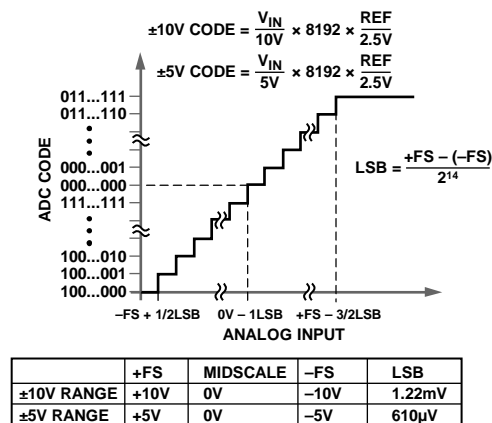 ±10V CODE = V_IN/10V × 8192 × REF/2.5V
±5V CODE = V_IN/5V × 8192 × REF/2.5V
011...111
011...110
000...001
000...000
111...111
100...010
100...001
100...000
ADC CODE
LSB = +FS – (–FS)/2^14
–FS + 1/2LSB 0V – 1LSB +FS – 3/2LSB
ANALOG INPUT
+FS MIDSCALE –FS LSB
±10V RANGE +10V 0V –10V 1.22mV
±5V RANGE +5V 0V –5V 610µV